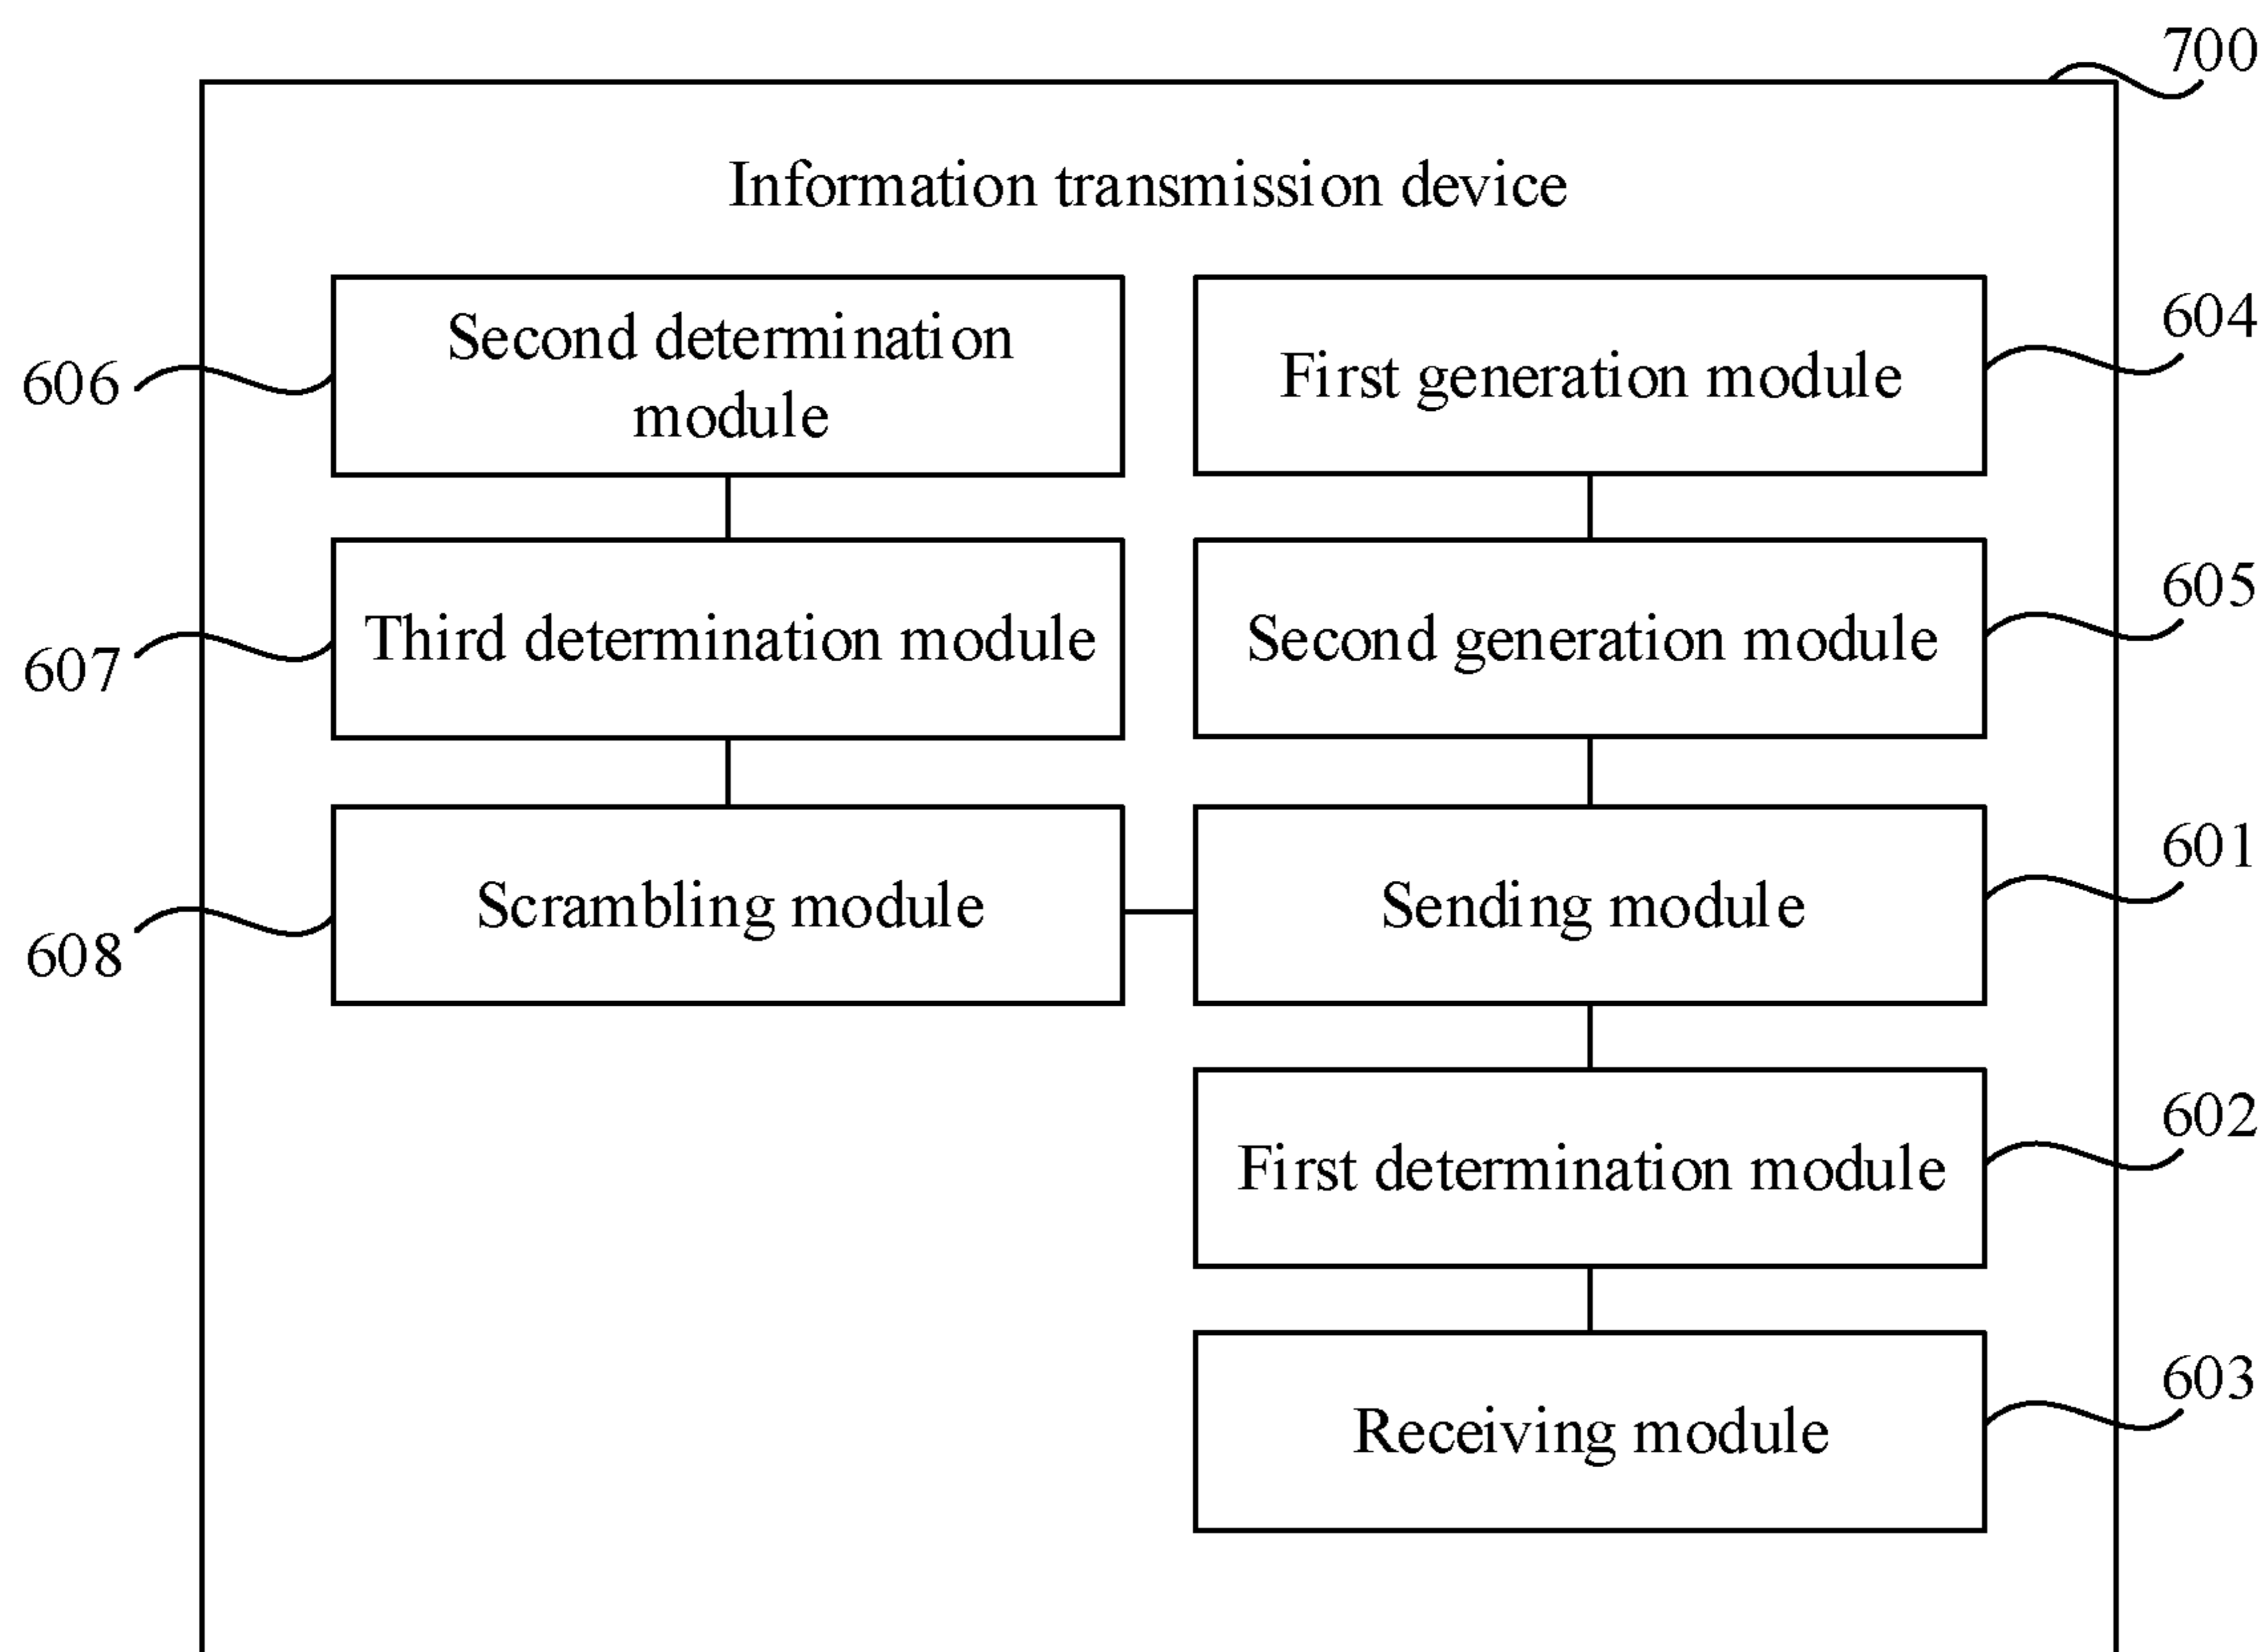 700
Information transmission device
Second determination
module
First generation module
604
606
Third determination module
Second generation module
605
607
Scrambling module
Sending module
601
608
First determination module
602
Receiving module
603